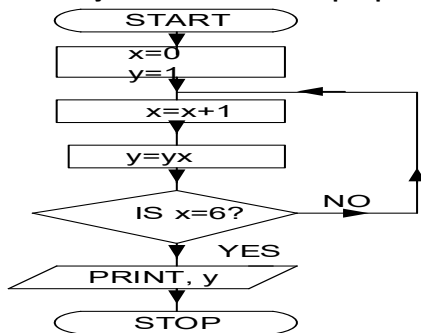 START
x=0
y=1
x=x+1
y=yx
IS x=6?
NO
YES
PRINT, y
STOP